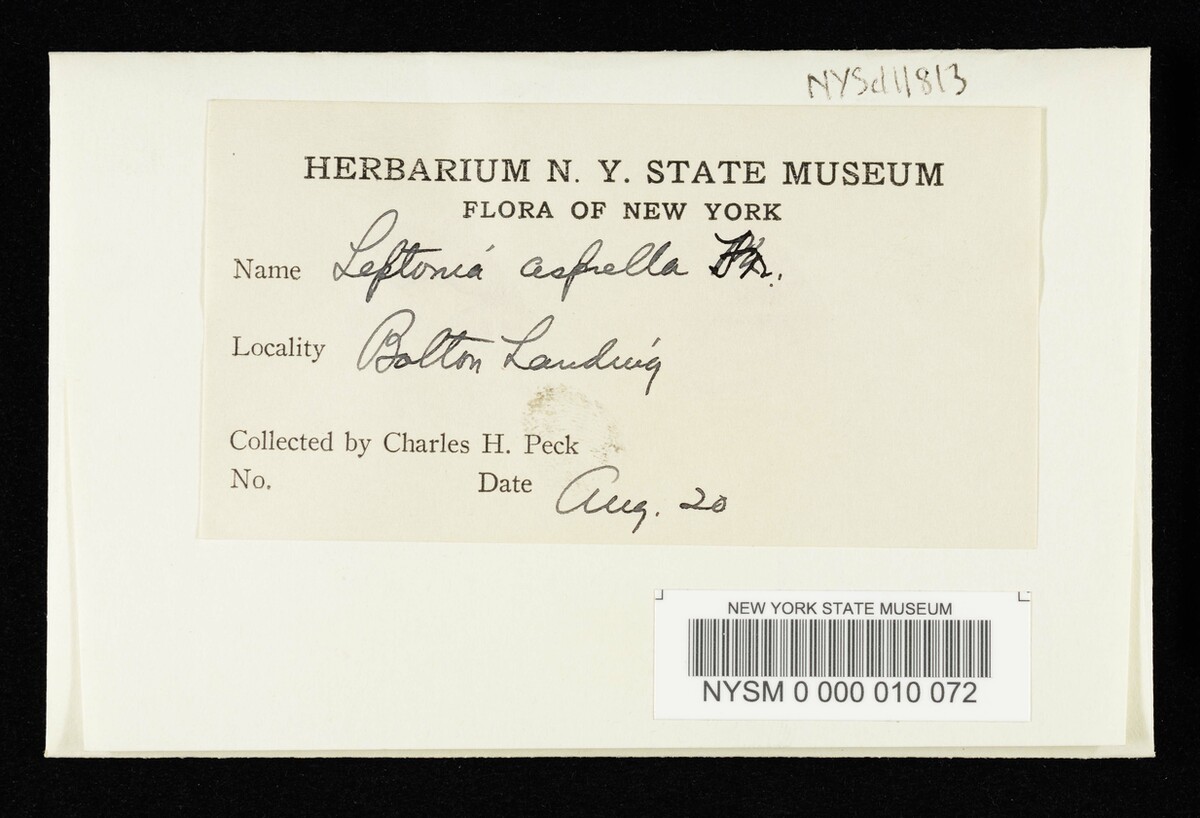 NYSd11813
HERBARIUM N. Y. STATE MUSEUM
FLORA OF NEW YORK
Name Leptonia asprella Fr.
Locality Bolton Landing
Collected by Charles H. Peck
No. Date Aug. 20
NEW YORK STATE MUSEUM
NYSM 0 000 010 072